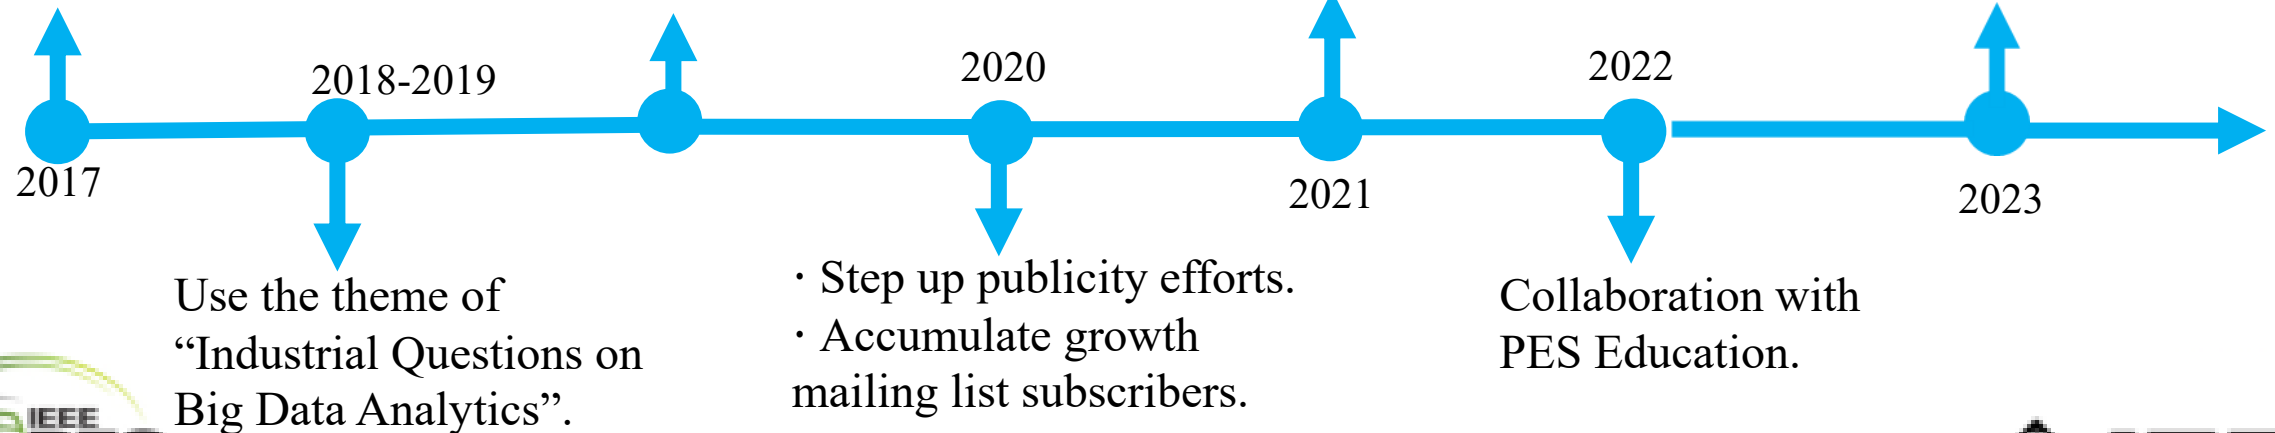 2018-2019
2020
2022
2017
2021
2023
Use the theme of
“Industrial Questions on
Big Data Analytics”.
· Step up publicity efforts.
· Accumulate growth
mailing list subscribers.
Collaboration with
PES Education.
IEEE